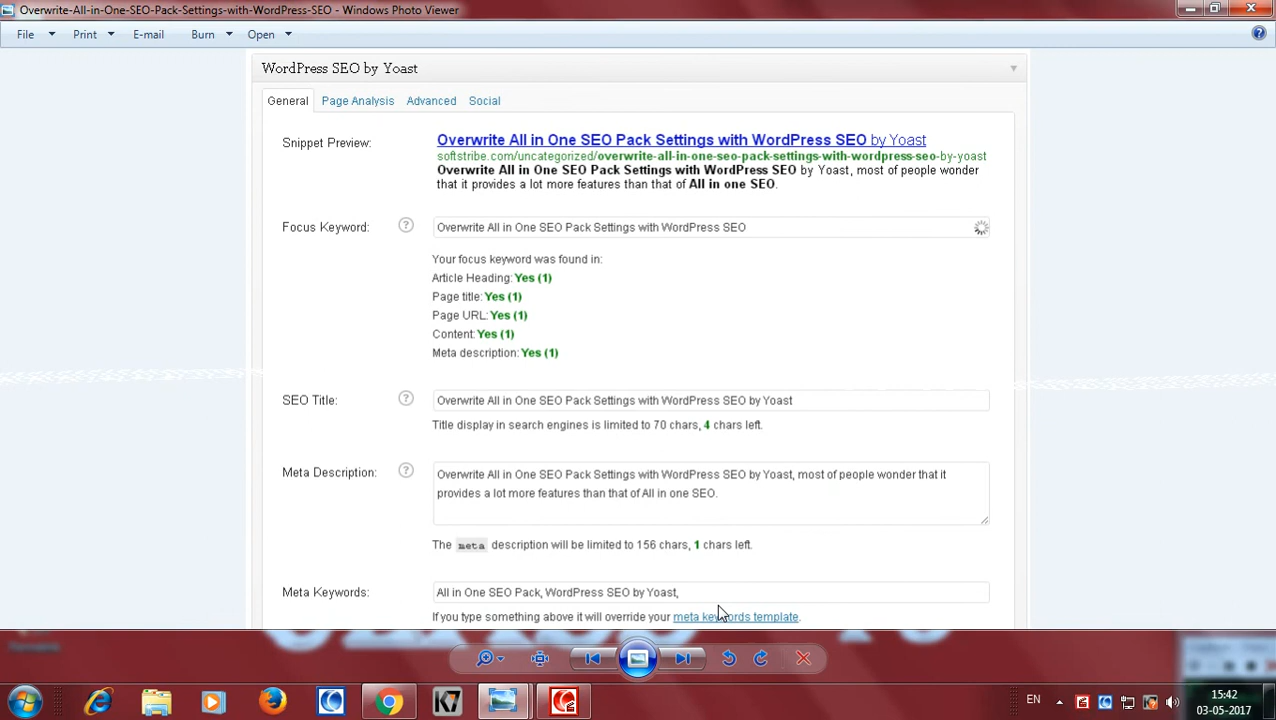 Overwrite-All-in-One-SEO-Pack-Settings-with-WordPress-SEO - Windows Photo Viewer
File Print E-mail Burn Open
WordPress SEO by Yoast
General Page Analysis Advanced Social
Snippet Preview: Overwrite All in One SEO Pack Settings with WordPress SEO by Yoast
softstribe.com/uncategorized/overwrite-all-in-one-seo-pack-settings-with-wordpress-seo-by-yoast
Overwrite All in One SEO Pack Settings with WordPress SEO by Yoast, most of people wonder
that it provides a lot more features than that of All in one SEO.
Focus Keyword: ? Overwrite All in One SEO Pack Settings with WordPress SEO
Your focus keyword was found in:
Article Heading: Yes (1)
Page title: Yes (1)
Page URL: Yes (1)
Content: Yes (1)
Meta description: Yes (1)
SEO Title: ? Overwrite All in One SEO Pack Settings with WordPress SEO by Yoast
Title display in search engines is limited to 70 chars, 4 chars left.
Meta Description: ? Overwrite All in One SEO Pack Settings with WordPress SEO by Yoast, most of people wonder that it
provides a lot more features than that of All in one SEO.
The meta description will be limited to 156 chars, 1 chars left.
Meta Keywords: All in One SEO Pack, WordPress SEO by Yoast,
If you type something above it will override your meta keywords template.
K7
EN
15:42
03-05-2017